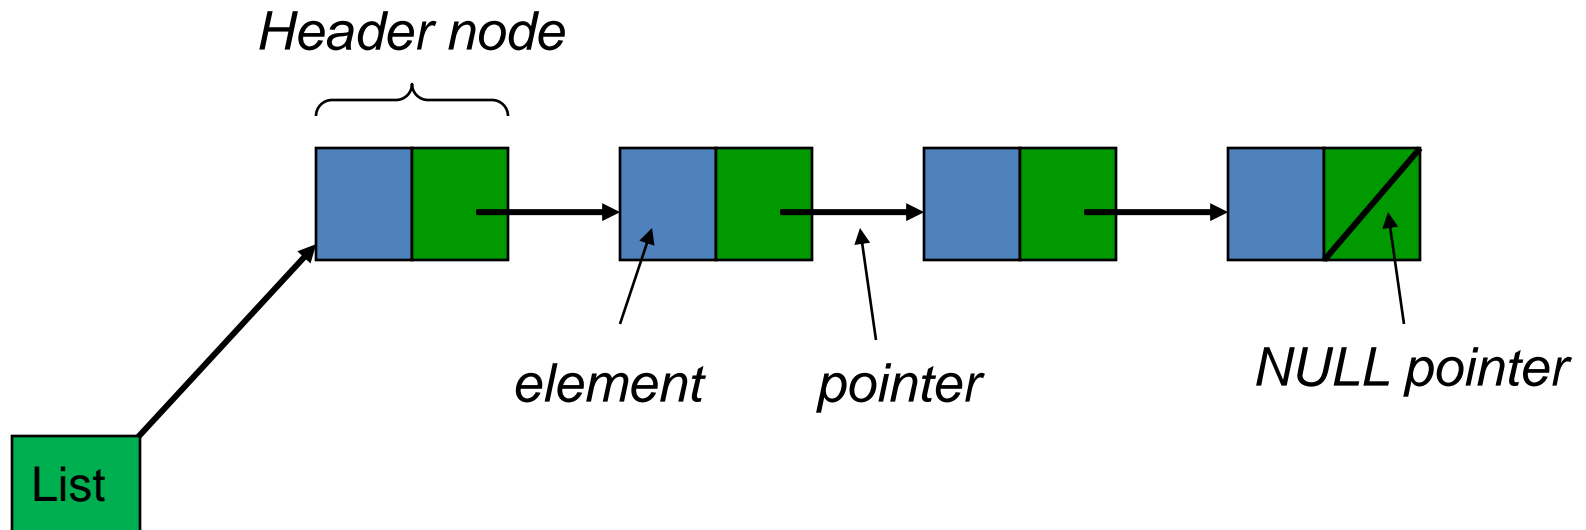 Header node
element
pointer
NULL pointer
List